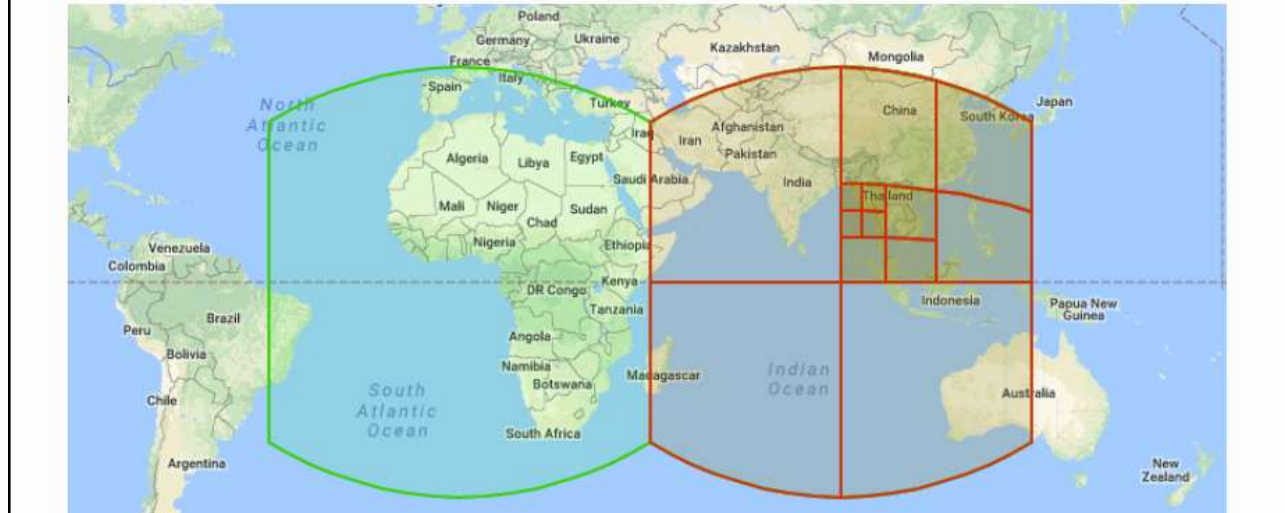 Poland
Germany
Ukraine
Kazakhstan
Mongolia
France
Spain
Italy
Turkey
North
Atlantic
Ocean
Japan
China
South Korea
Iraq
Iran
Afghanistan
Pakistan
Algeria
Libya
Egypt
Saudi Arabia
India
Thailand
Mali
Niger
Chad
Sudan
Nigeria
Ethiopia
Venezuela
Colombia
DR Congo
Kenya
Tanzania
Indonesia
Papua New
Guinea
Brazil
Peru
Angola
Bolivia
Namibia
Botswana
Madagascar
Indian
Ocean
Australia
Chile
South
Atlantic
Ocean
South Africa
Argentina
New
Zealand